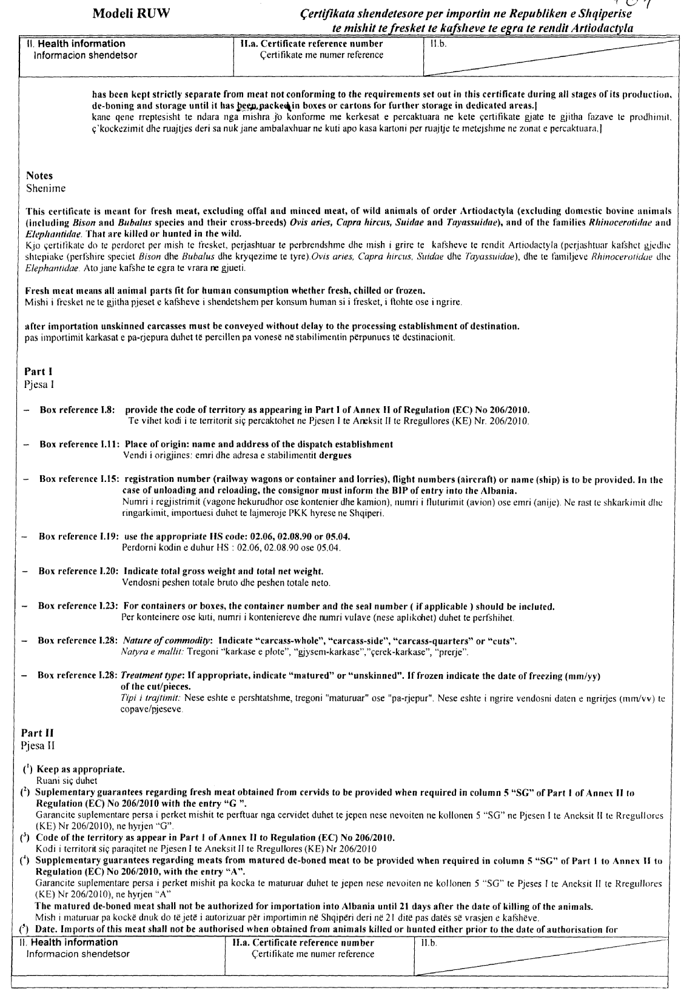 Modeli RUW
Çertifikata shendetesore per importin ne Republiken e Shqiperise
te mishit te fresket te kafsheve te egra te rendit Artiodactyla
II. Health information
Informacion shendetsor
II.a. Certificate reference number
Çertifikate me numer reference
II.b.
has been kept strictly separate from meat not conforming to the requirements set out in this certificate during all stages of its production,
de-boning and storage until it has been packed in boxes or cartons for further storage in dedicated areas.]
kane qene rreptesisht te ndara nga mishra jo konforme me kerkesat e percaktuara ne kete çertifikate gjate te gjitha fazave te prodhimit,
ç'kockezimit dhe ruajtjes deri sa nuk jane ambalaxhuar ne kuti apo kasa kartoni per ruajtje te metejshme ne zonat e percaktuara.]
Notes
Shenime
This certificate is meant for fresh meat, excluding offal and minced meat, of wild animals of order Artiodactyla (excluding domestic bovine animals
(including Bison and Bubalus species and their cross-breeds) Ovis aries, Capra hircus, Suidae and Tayassuidae), and of the families Rhinocerotidae and
Elephantidae. That are killed or hunted in the wild.
Kjo çertifikate do te perdoret per mish te fresket, perjashtuar te perbrendshme dhe mish i grire te kafsheve te rendit Artiodactyla (perjashtuar kafshet gjedhe
shtepiake (perfshire speciet Bison dhe Bubalus dhe kryqezime te tyre).Ovis aries, Capra hircus, Suidae dhe Tayassuidae), dhe te familjeve Rhinocerotidae dhe
Elephantidae. Ato jane kafshe te egra te vrara ne gjueti.
Fresh meat means all animal parts fit for human consumption whether fresh, chilled or frozen.
Mishi i fresket ne te gjitha pjeset e kafsheve i shendetshem per konsum human si i fresket, i ftohte ose i ngrire.
after importation unskinned carcasses must be conveyed without delay to the processing establishment of destination.
pas importimit karkasat e pa-rjepura duhet të percillen pa vonesë në stabilimentin përpunues të destinacionit.
Part I
Pjesa I
– Box reference I.8: provide the code of territory as appearing in Part I of Annex II of Regulation (EC) No 206/2010.
Te vihet kodi i te territorit siç percaktohet ne Pjesen I te Aneksit II te Rregullores (KE) Nr. 206/2010.
– Box reference I.11: Place of origin: name and address of the dispatch establishment
Vendi i origjines: emri dhe adresa e stabilimentit dergues
– Box reference I.15: registration number (railway wagons or container and lorries), flight numbers (aircraft) or name (ship) is to be provided. In the
case of unloading and reloading, the consignor must inform the BIP of entry into the Albania.
Numri i regjistrimit (vagone hekurudhor ose kontenier dhe kamion), numri i fluturimit (avion) ose emri (anije). Ne rast te shkarkimit dhe
ringarkimit, importuesi duhet te lajmeroje PKK hyrese ne Shqiperi.
– Box reference I.19: use the appropriate HS code: 02.06, 02.08.90 or 05.04.
Perdorni kodin e duhur HS : 02.06, 02.08.90 ose 05.04.
– Box reference I.20: Indicate total gross weight and total net weight.
Vendosni peshen totale bruto dhe peshen totale neto.
– Box reference I.23: For containers or boxes, the container number and the seal number ( if applicable ) should be incluted.
Per konteinere ose kuti, numri i konteniereve dhe numri vulave (nese aplikohet) duhet te perfshihet.
– Box reference I.28: Nature of commodity: Indicate “carcass-whole”, “carcass-side”, “carcass-quarters” or “cuts”.
Natyra e mallit: Tregoni “karkase e plote”, “gjysem-karkase”,”çerek-karkase”, “prerje”.
– Box reference I.28: Treatment type: If appropriate, indicate “matured” or “unskinned”. If frozen indicate the date of freezing (mm/yy)
of the cut/pieces.
Tipi i trajtimit: Nese eshte e pershtatshme, tregoni "maturuar" ose "pa-rjepur". Nese eshte i ngrire vendosni daten e ngrirjes (mm/vv) te
copave/pjeseve.
Part II
Pjesa II
(1) Keep as appropriate.
Ruani siç duhet
(2) Suplementary guarantees regarding fresh meat obtained from cervids to be provided when required in column 5 “SG” of Part 1 of Annex II to
Regulation (EC) No 206/2010 with the entry “G ”.
Garancite suplementare persa i perket mishit te perftuar nga cervidet duhet te jepen nese nevoiten ne kollonen 5 “SG” ne Pjesen I te Aneksit II te Rregullores
(KE) Nr 206/2010), ne hyrjen “G”.
(3) Code of the territory as appear in Part 1 of Annex II to Regulation (EC) No 206/2010.
Kodi i territorit siç paraqitet ne Pjesen I te Aneksit II te Rregullores (KE) Nr 206/2010
(4) Supplementary guarantees regarding meats from matured de-boned meat to be provided when required in column 5 “SG” of Part 1 to Annex II to
Regulation (EC) No 206/2010, with the entry “A”.
Garancite suplementare persa i perket mishit pa kocka te maturuar duhet te jepen nese nevoiten ne kollonen 5 “SG” te Pjeses I te Aneksit II te Rregullores
(KE) Nr 206/2010), ne hyrjen “A”
The matured de-boned meat shall not be authorized for importation into Albania until 21 days after the date of killing of the animals.
Mish i maturuar pa kockë dnuk do të jetë i autorizuar për importimin në Shqipëri deri në 21 ditë pas datës së vrasjen e kafshëve.
(5) Date. Imports of this meat shall not be authorised when obtained from animals killed or hunted either prior to the date of authorisation for
II. Health information
Informacion shendetsor
II.a. Certificate reference number
Çertifikate me numer reference
II.b.